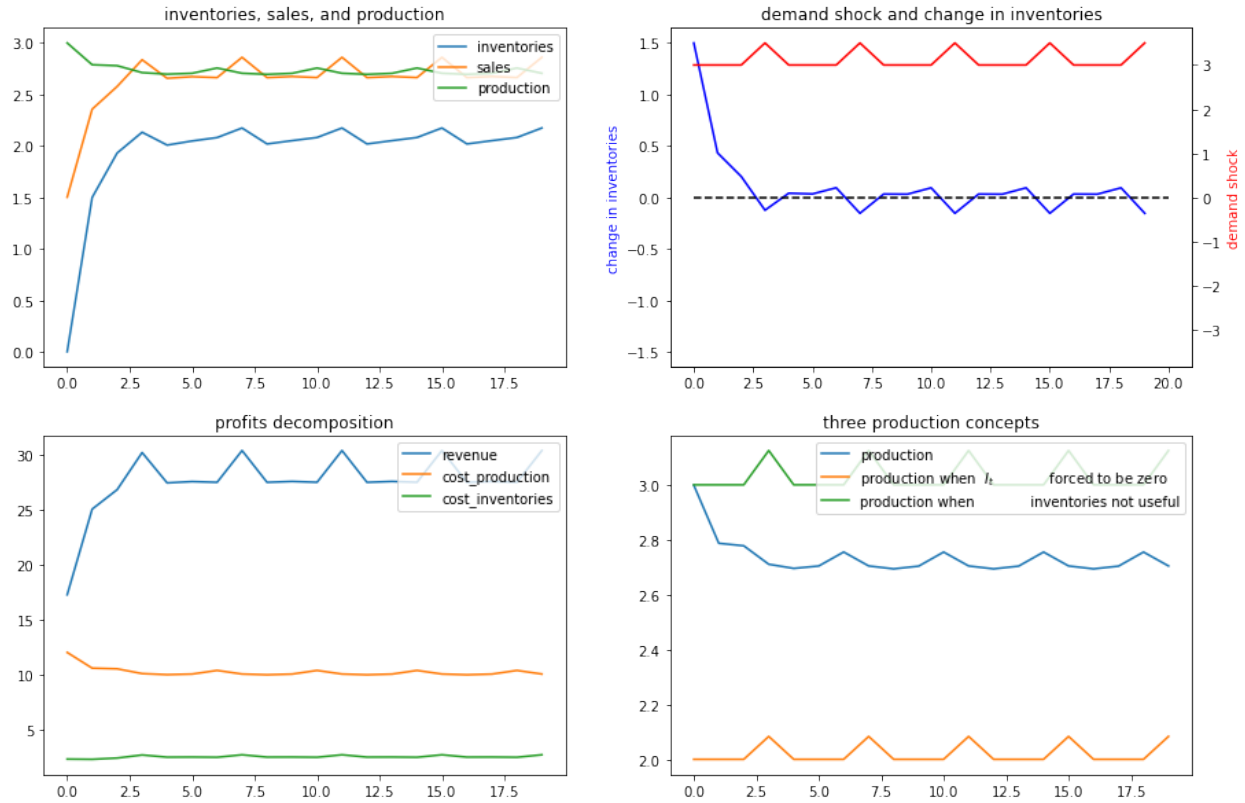 inventories, sales, and production
3.0
2.5
2.0
1.5
1.0
0.5
0.0
inventories
sales
production
0.0 2.5 5.0 7.5 10.0 12.5 15.0 17.5
demand shock and change in inventories
change in inventories
1.5
1.0
0.5
0.0
−0.5
−1.0
−1.5
3
2
1
0
−1
−2
−3
demand shock
0.0 2.5 5.0 7.5 10.0 12.5 15.0 17.5 20.0
profits decomposition
30
25
20
15
10
5
revenue
cost_production
cost_inventories
0.0 2.5 5.0 7.5 10.0 12.5 15.0 17.5
three production concepts
3.0
2.8
2.6
2.4
2.2
2.0
production
production when I_t forced to be zero
production when inventories not useful
0.0 2.5 5.0 7.5 10.0 12.5 15.0 17.5